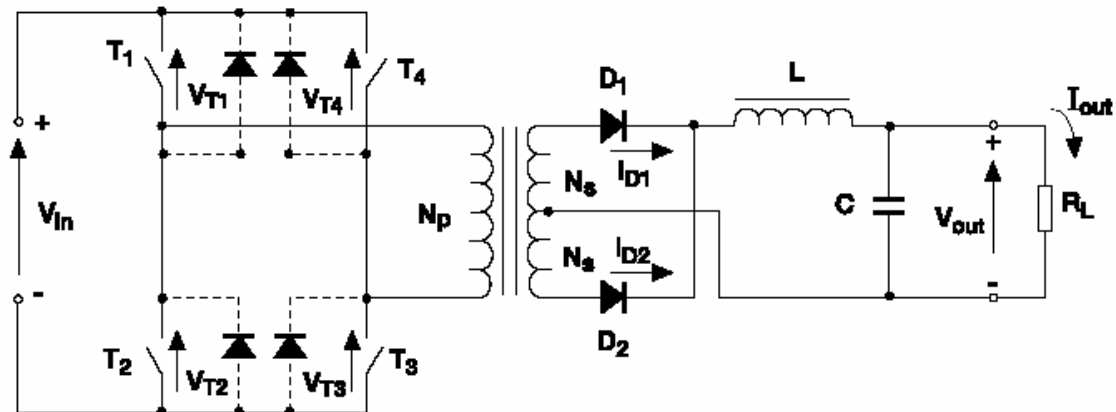 T1
VT1
VT4
T4
D1
L
Iout
+
ID1
+
Vin
Np
Ns
C
Vout
RL
Ns
ID2
-
-
D2
T2
VT2
VT3
T3